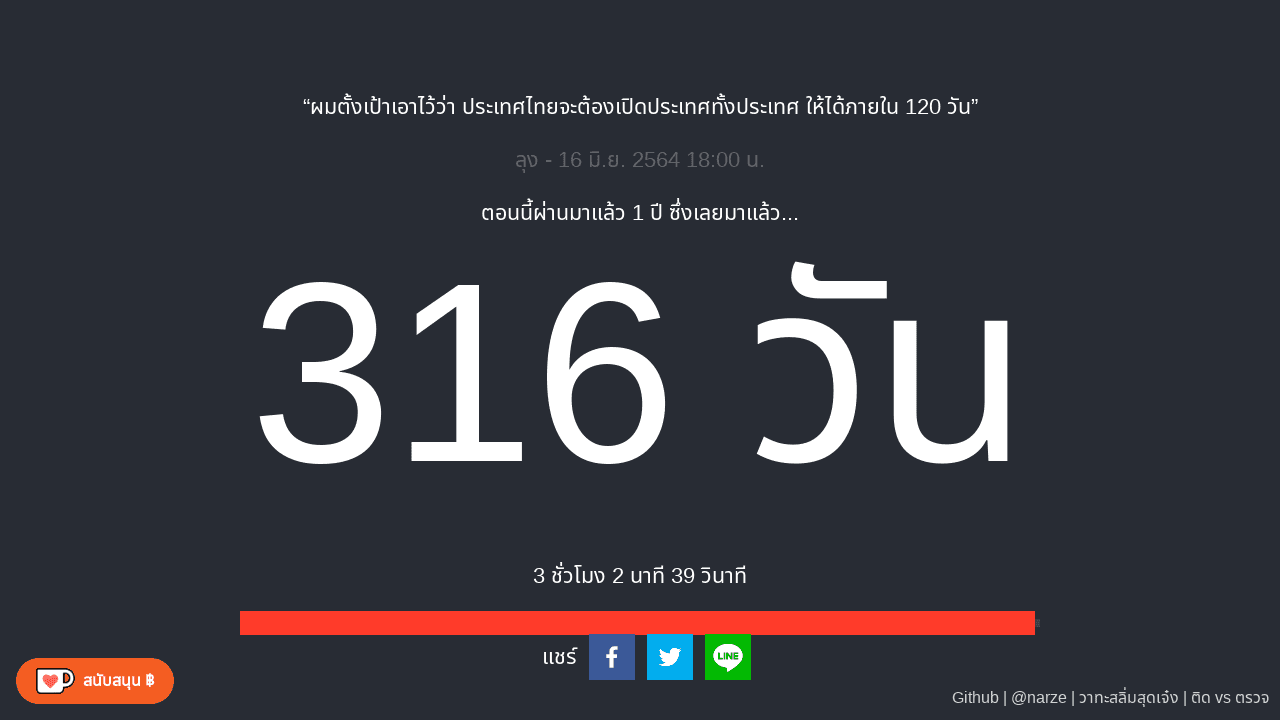 “ผมตั้งเป้าเอาไว้ว่า ประเทศไทยจะต้องเปิดประเทศทั้งประเทศ ให้ได้ภายใน 120 วัน”
ลุง - 16 มิ.ย. 2564 18:00 น.
ตอนนี้ผ่านมาแล้ว 1 ปี ซึ่งเลยมาแล้ว...
316 วัน
3 ชั่วโมง 2 นาที 39 วินาที
แชร์
LINE
สนับสนุน ฿
Github | @narze | วาทะสลิ่มสุดเจ๋ง | ติด vs ตรวจ